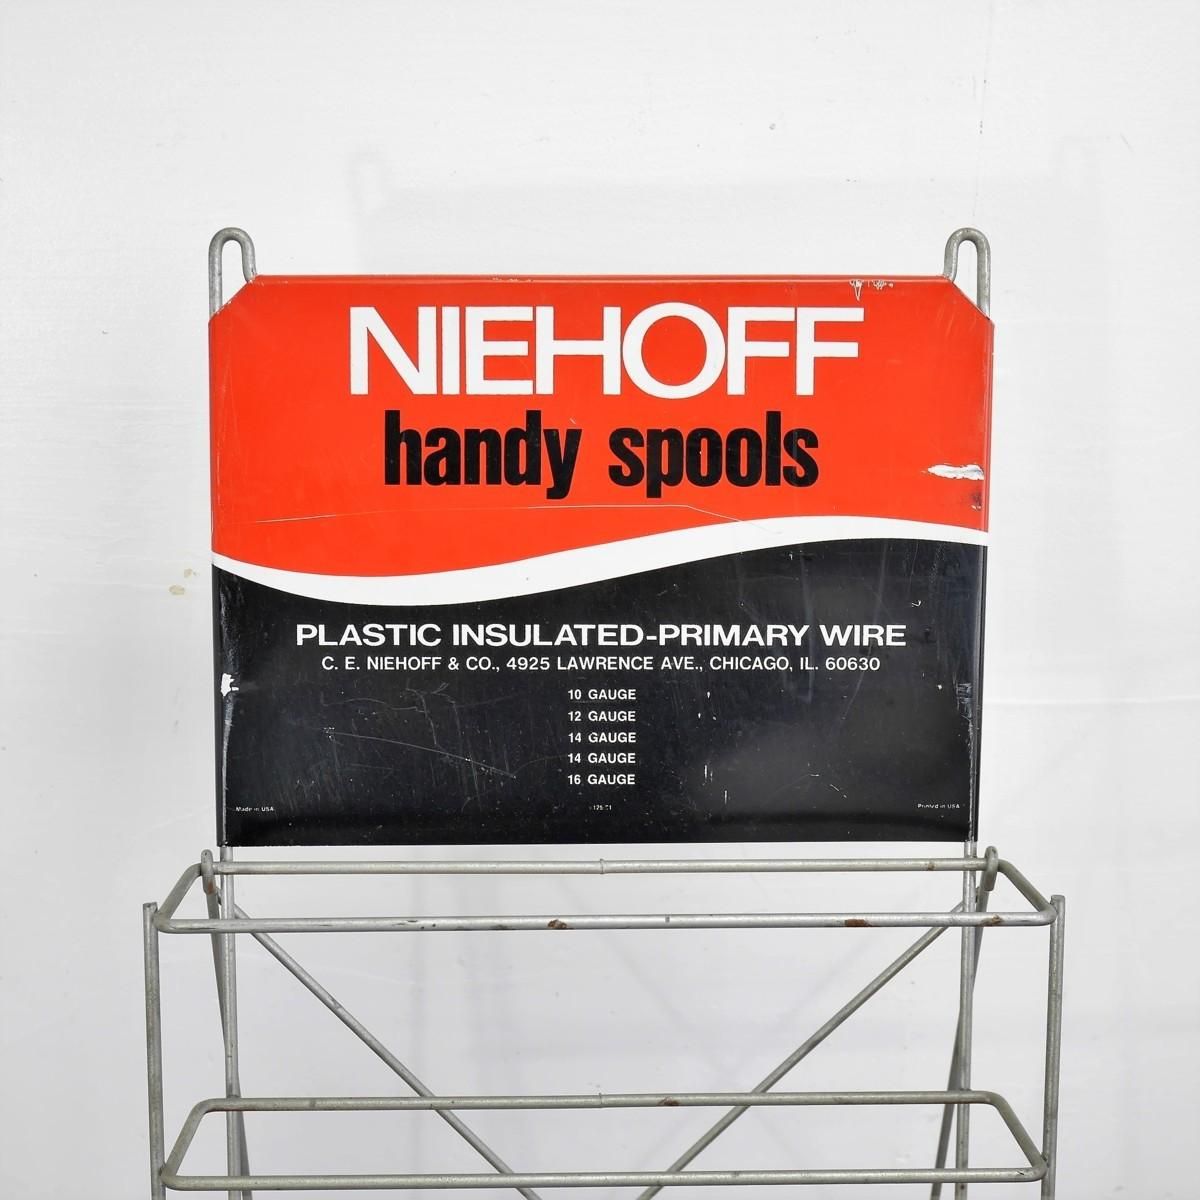 NIEHOFF
handy spools
PLASTIC INSULATED-PRIMARY WIRE
C. E. NIEHOFF & CO., 4925 LAWRENCE AVE., CHICAGO, IL. 60630
10 GAUGE
12 GAUGE
14 GAUGE
14 GAUGE
16 GAUGE
Made in USA
Printed in USA